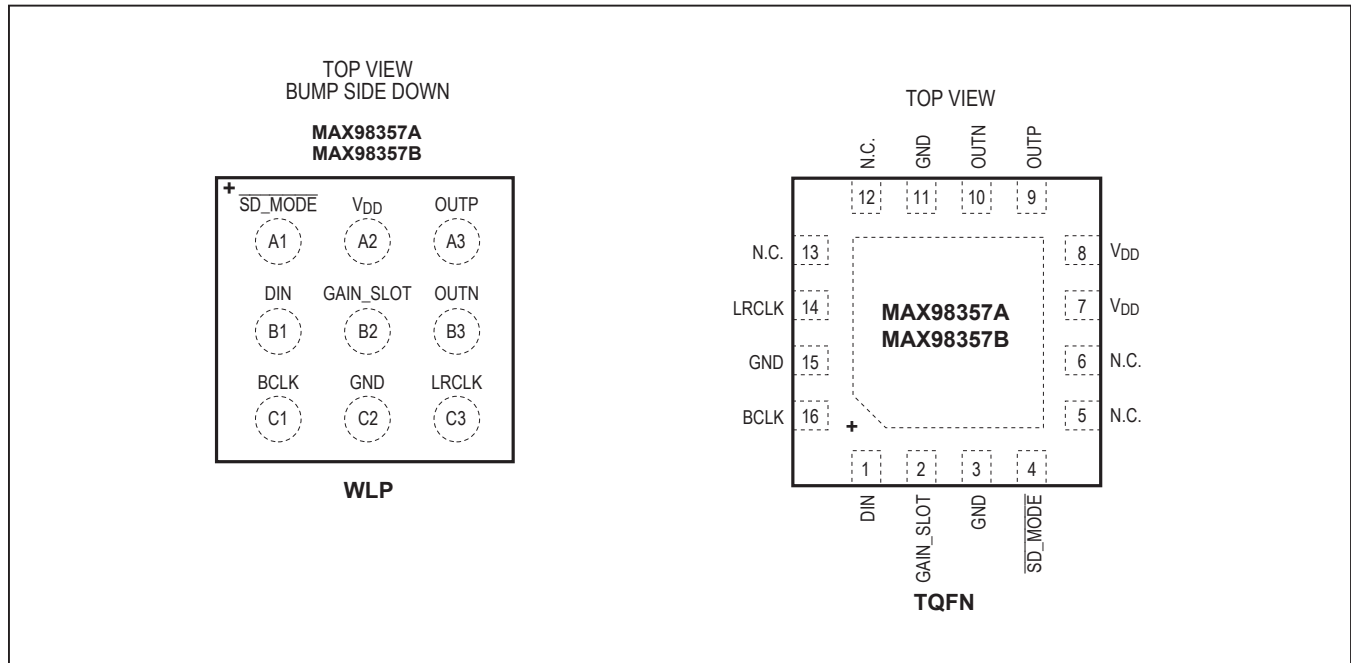 TOP VIEW
BUMP SIDE DOWN
MAX98357A
MAX98357B
+
SD_MODE VDD OUTP
A1 A2 A3
DIN GAIN_SLOT OUTN
B1 B2 B3
BCLK GND LRCLK
C1 C2 C3
WLP
TOP VIEW
N.C. GND OUTN OUTP
12 11 10 9
N.C. 13 8 VDD
LRCLK 14 7 VDD
MAX98357A
MAX98357B
GND 15 6 N.C.
BCLK 16 5 N.C.
+
1 2 3 4
DIN GAIN_SLOT GND SD_MODE
TQFN